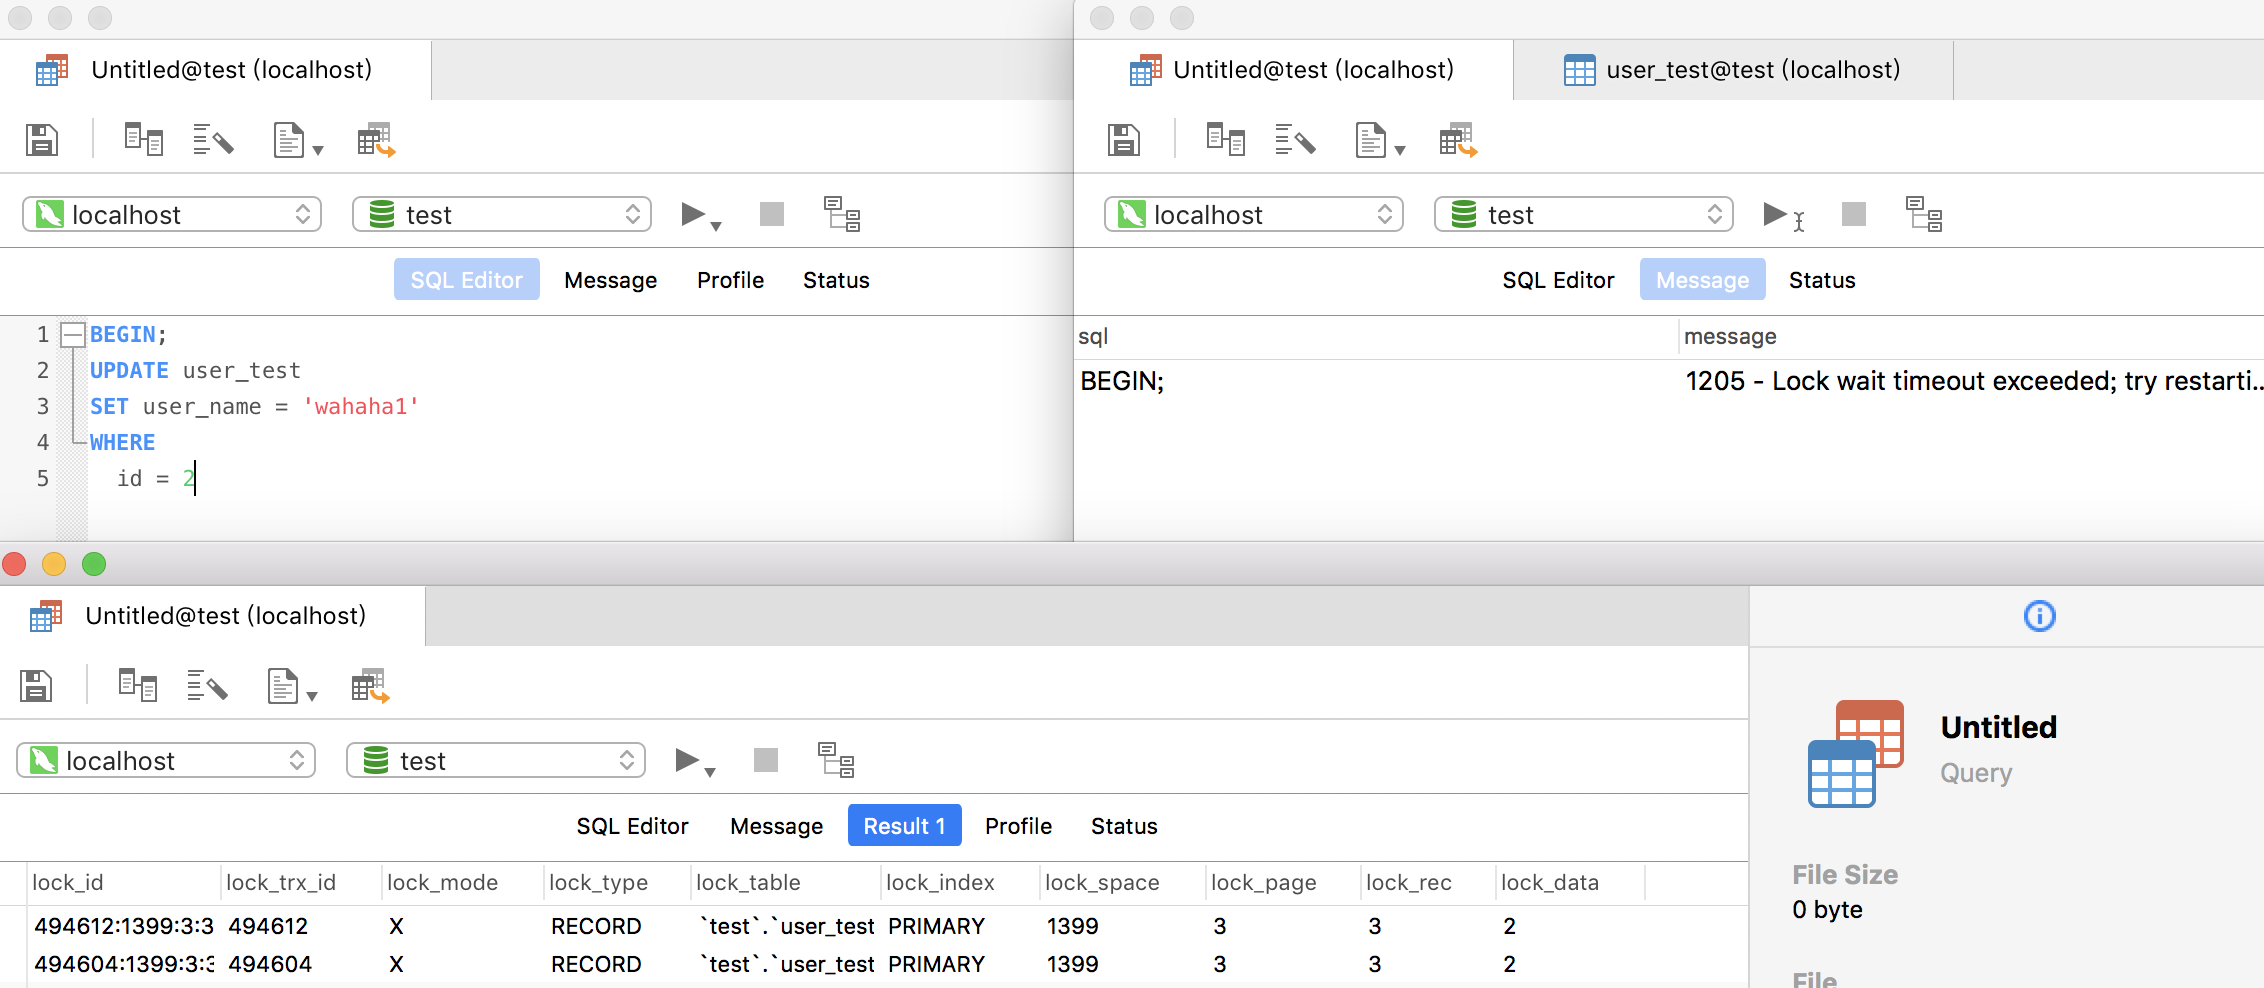 Untitled@test (localhost)
localhost
test
SQL Editor Message Profile Status
1 BEGIN;
2 UPDATE user_test
3 SET user_name = 'wahaha1'
4 WHERE
5 id = 2
Untitled@test (localhost) user_test@test (localhost)
localhost
test
SQL Editor Message Status
sql message
BEGIN; 1205 - Lock wait timeout exceeded; try restarti...
Untitled@test (localhost)
localhost
test
SQL Editor Message Result 1 Profile Status
lock_id lock_trx_id lock_mode lock_type lock_table lock_index lock_space lock_page lock_rec lock_data
494612:1399:3:3 494612 X RECORD `test`.`user_test PRIMARY 1399 3 3 2
494604:1399:3:3 494604 X RECORD `test`.`user_test PRIMARY 1399 3 3 2
Untitled
Query
File Size
0 byte
File